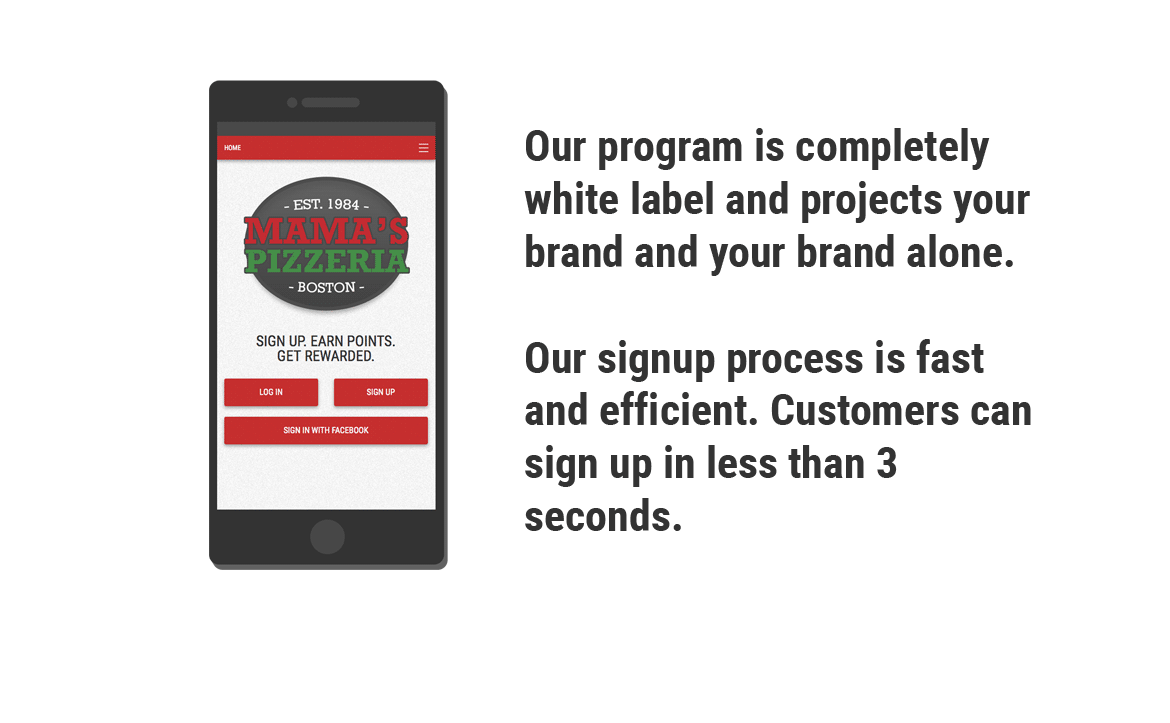 HOME
- EST. 1984 -
MAMA'S
PIZZERIA
- BOSTON -
SIGN UP. EARN POINTS.
GET REWARDED.
LOG IN
SIGN UP
SIGN IN WITH FACEBOOK
Our program is completely
white label and projects your
brand and your brand alone.
Our signup process is fast
and efficient. Customers can
sign up in less than 3
seconds.